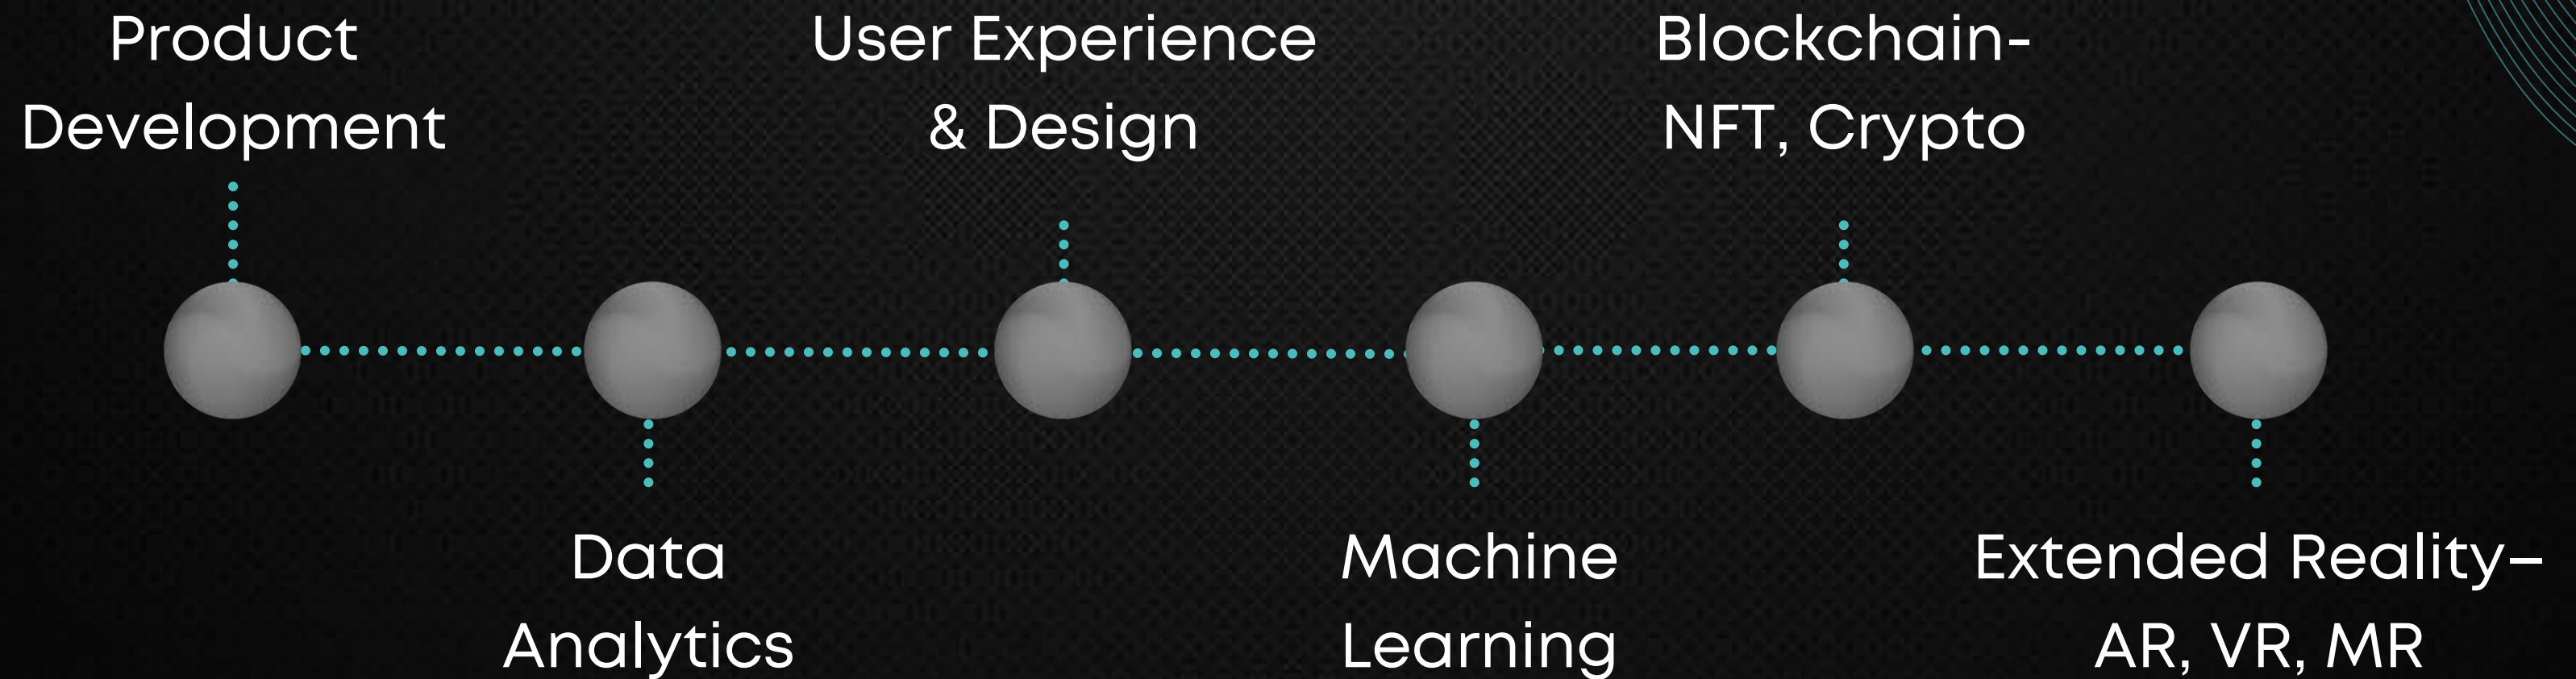 Product
Development
User Experience
& Design
Blockchain-
NFT, Crypto
Data
Analytics
Machine
Learning
Extended Reality–
AR, VR, MR